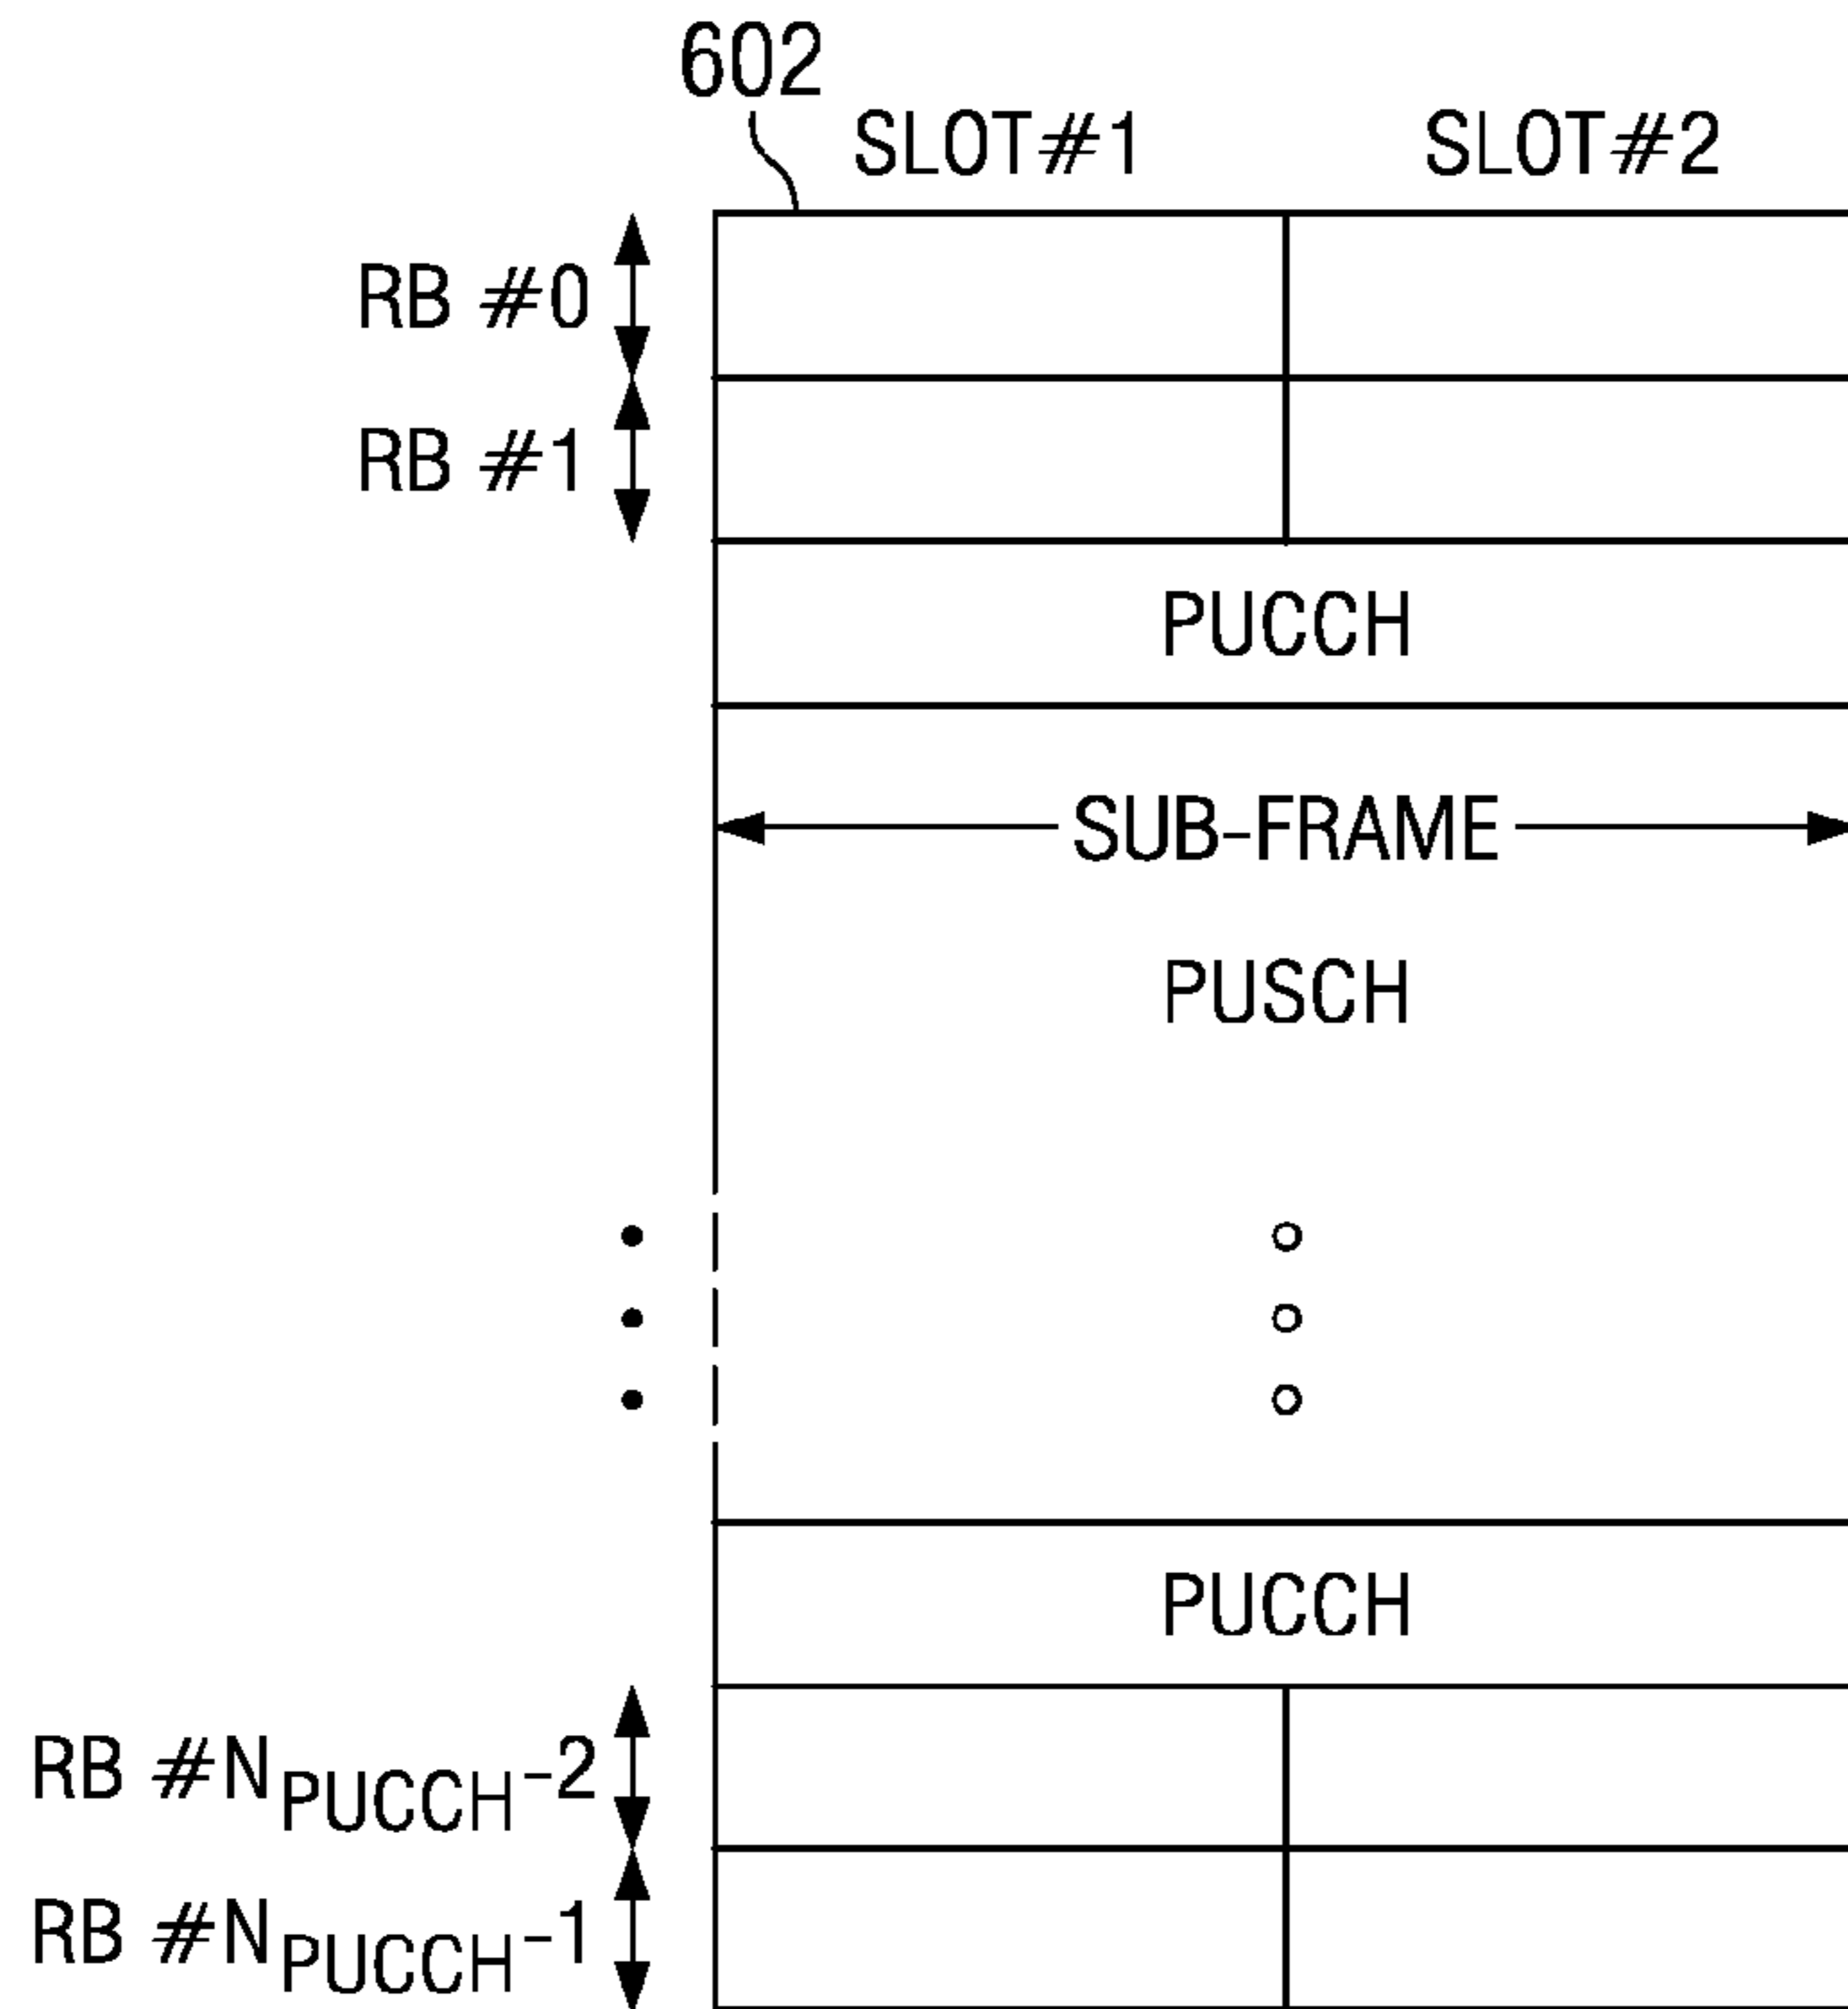 602
SLOT#1 SLOT#2
RB #0
RB #1
PUCCH
SUB-FRAME
PUSCH
PUCCH
RB #NPUCCH-2
RB #NPUCCH-1